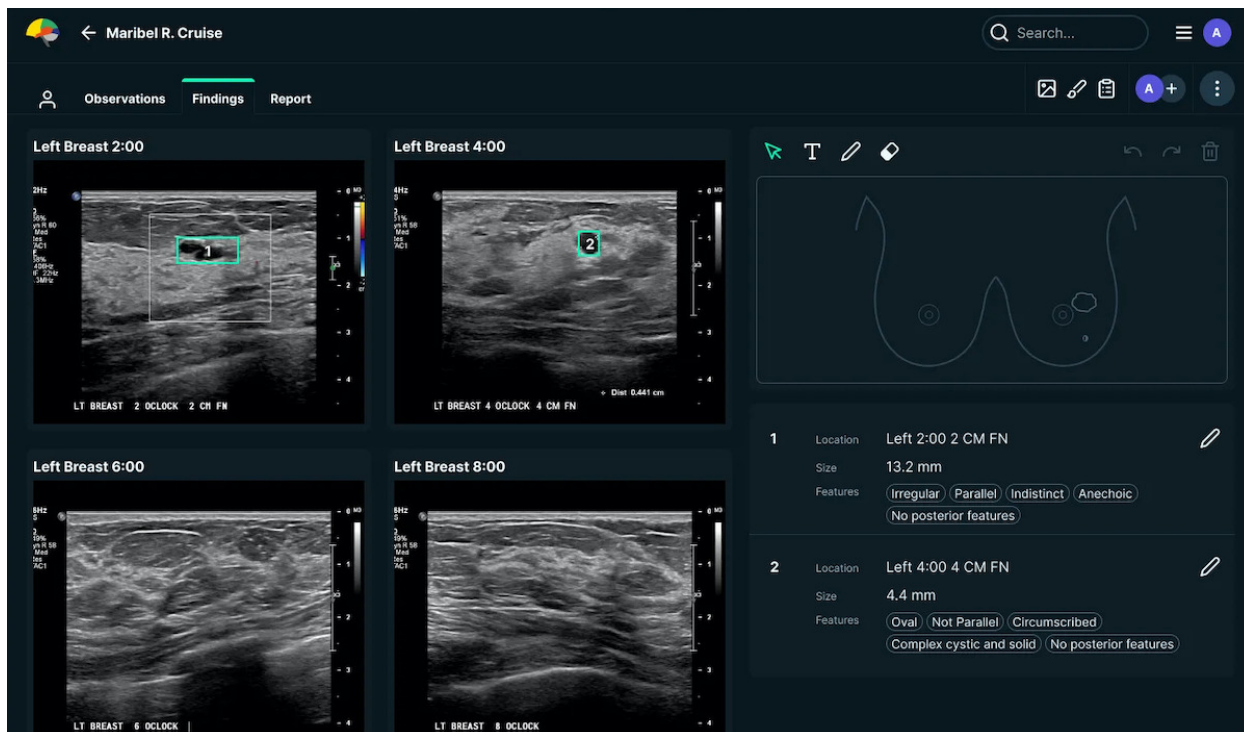 Maribel R. Cruise
Search...
A
Observations
Findings
Report
A
+
Left Breast 2:00
1
LT BREAST 2 OCLOCK 2 CM FN
Left Breast 4:00
2
Dist 0.441 cm
LT BREAST 4 OCLOCK 4 CM FN
Left Breast 6:00
LT BREAST 6 OCLOCK
Left Breast 8:00
LT BREAST 8 OCLOCK
T
1
Location Left 2:00 2 CM FN
Size 13.2 mm
Features Irregular Parallel Indistinct Anechoic
No posterior features
2
Location Left 4:00 4 CM FN
Size 4.4 mm
Features Oval Not Parallel Circumscribed
Complex cystic and solid No posterior features